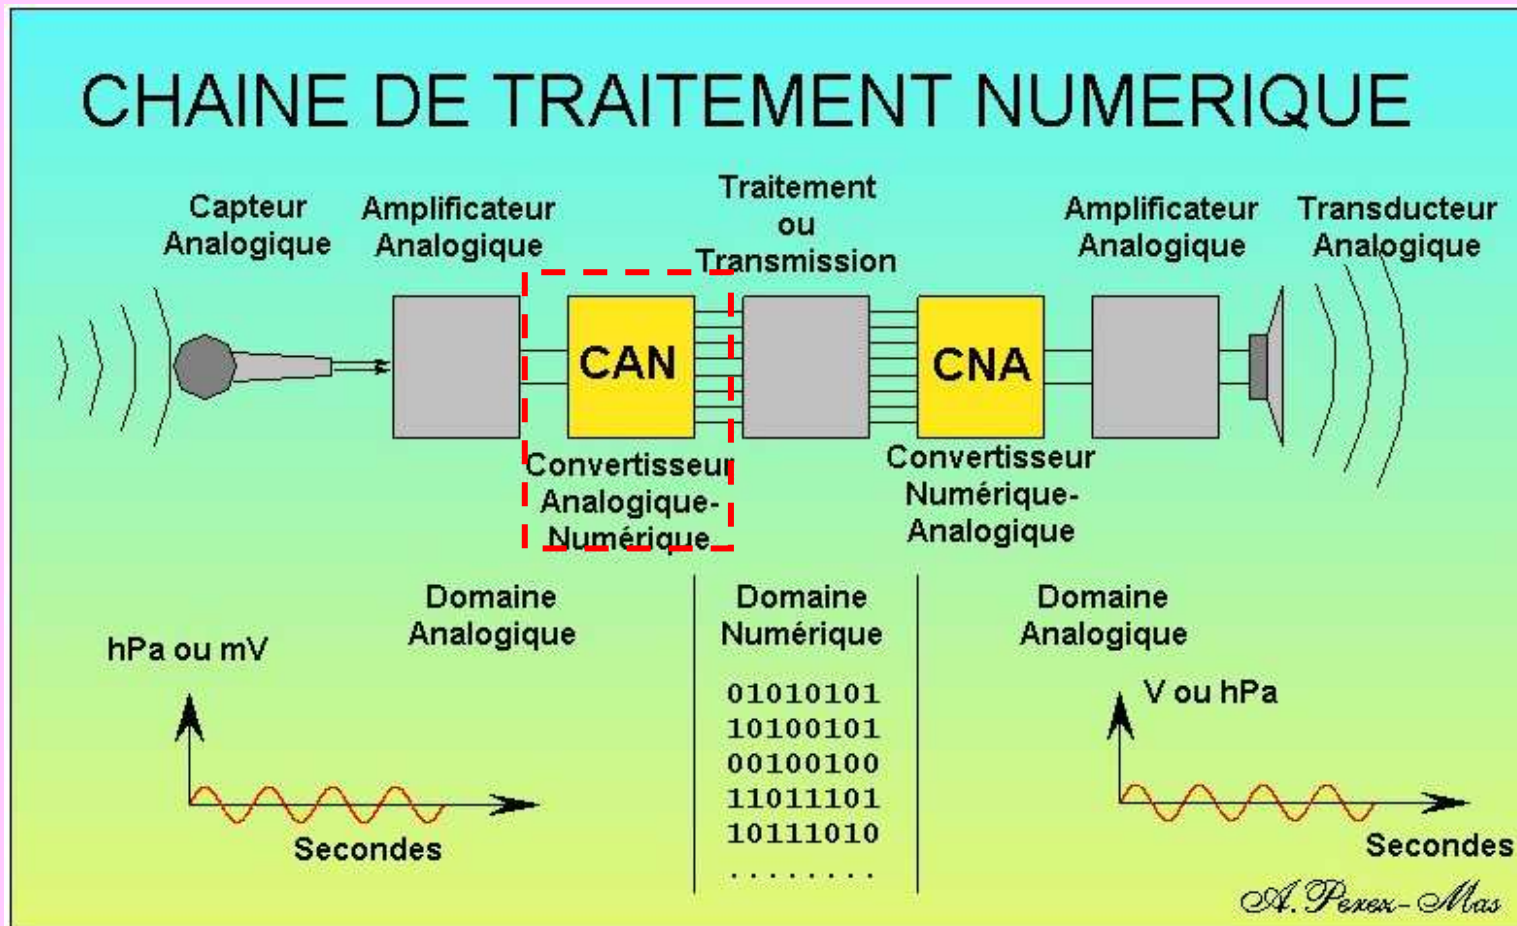 CHAINE DE TRAITEMENT NUMERIQUE
Capteur
Analogique
Amplificateur
Analogique
Traitement
ou
Transmission
Amplificateur
Analogique
Transducteur
Analogique
CAN
CNA
Convertisseur
Analogique-
Numérique
Convertisseur
Numérique-
Analogique
Domaine
Analogique
Domaine
Numérique
Domaine
Analogique
hPa ou mV
Secondes
01010101
10100101
00100100
11011101
10111010
. . . . . . . .
V ou hPa
Secondes
A. Perex-Mas